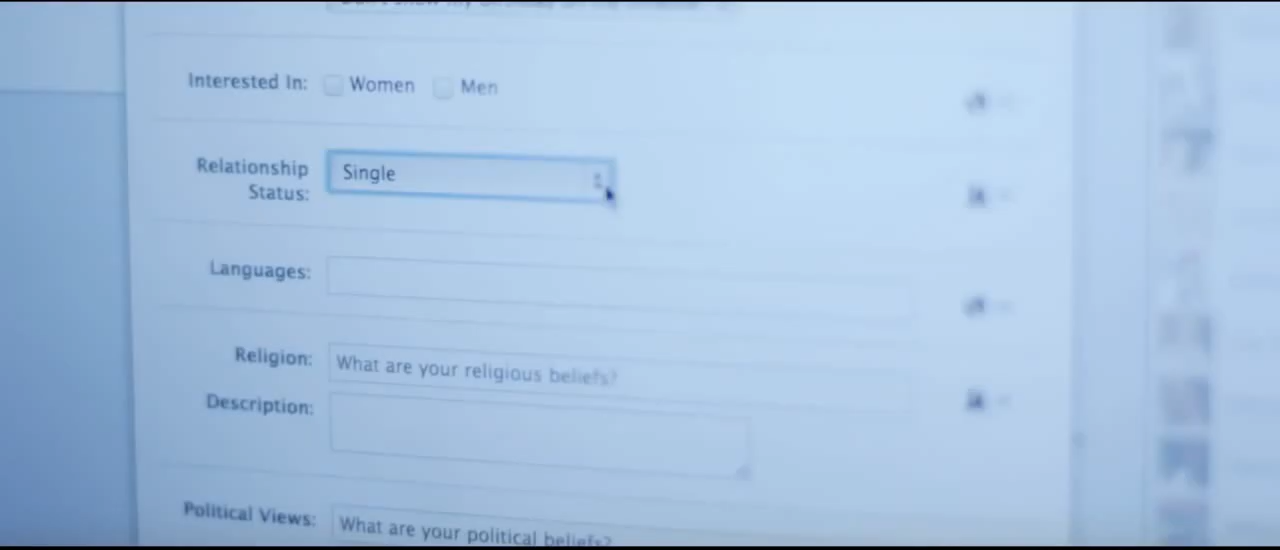 Interested In: Women Men
Relationship Status: Single
Languages:
Religion: What are your religious beliefs?
Description:
Political Views: What are your political beliefs?